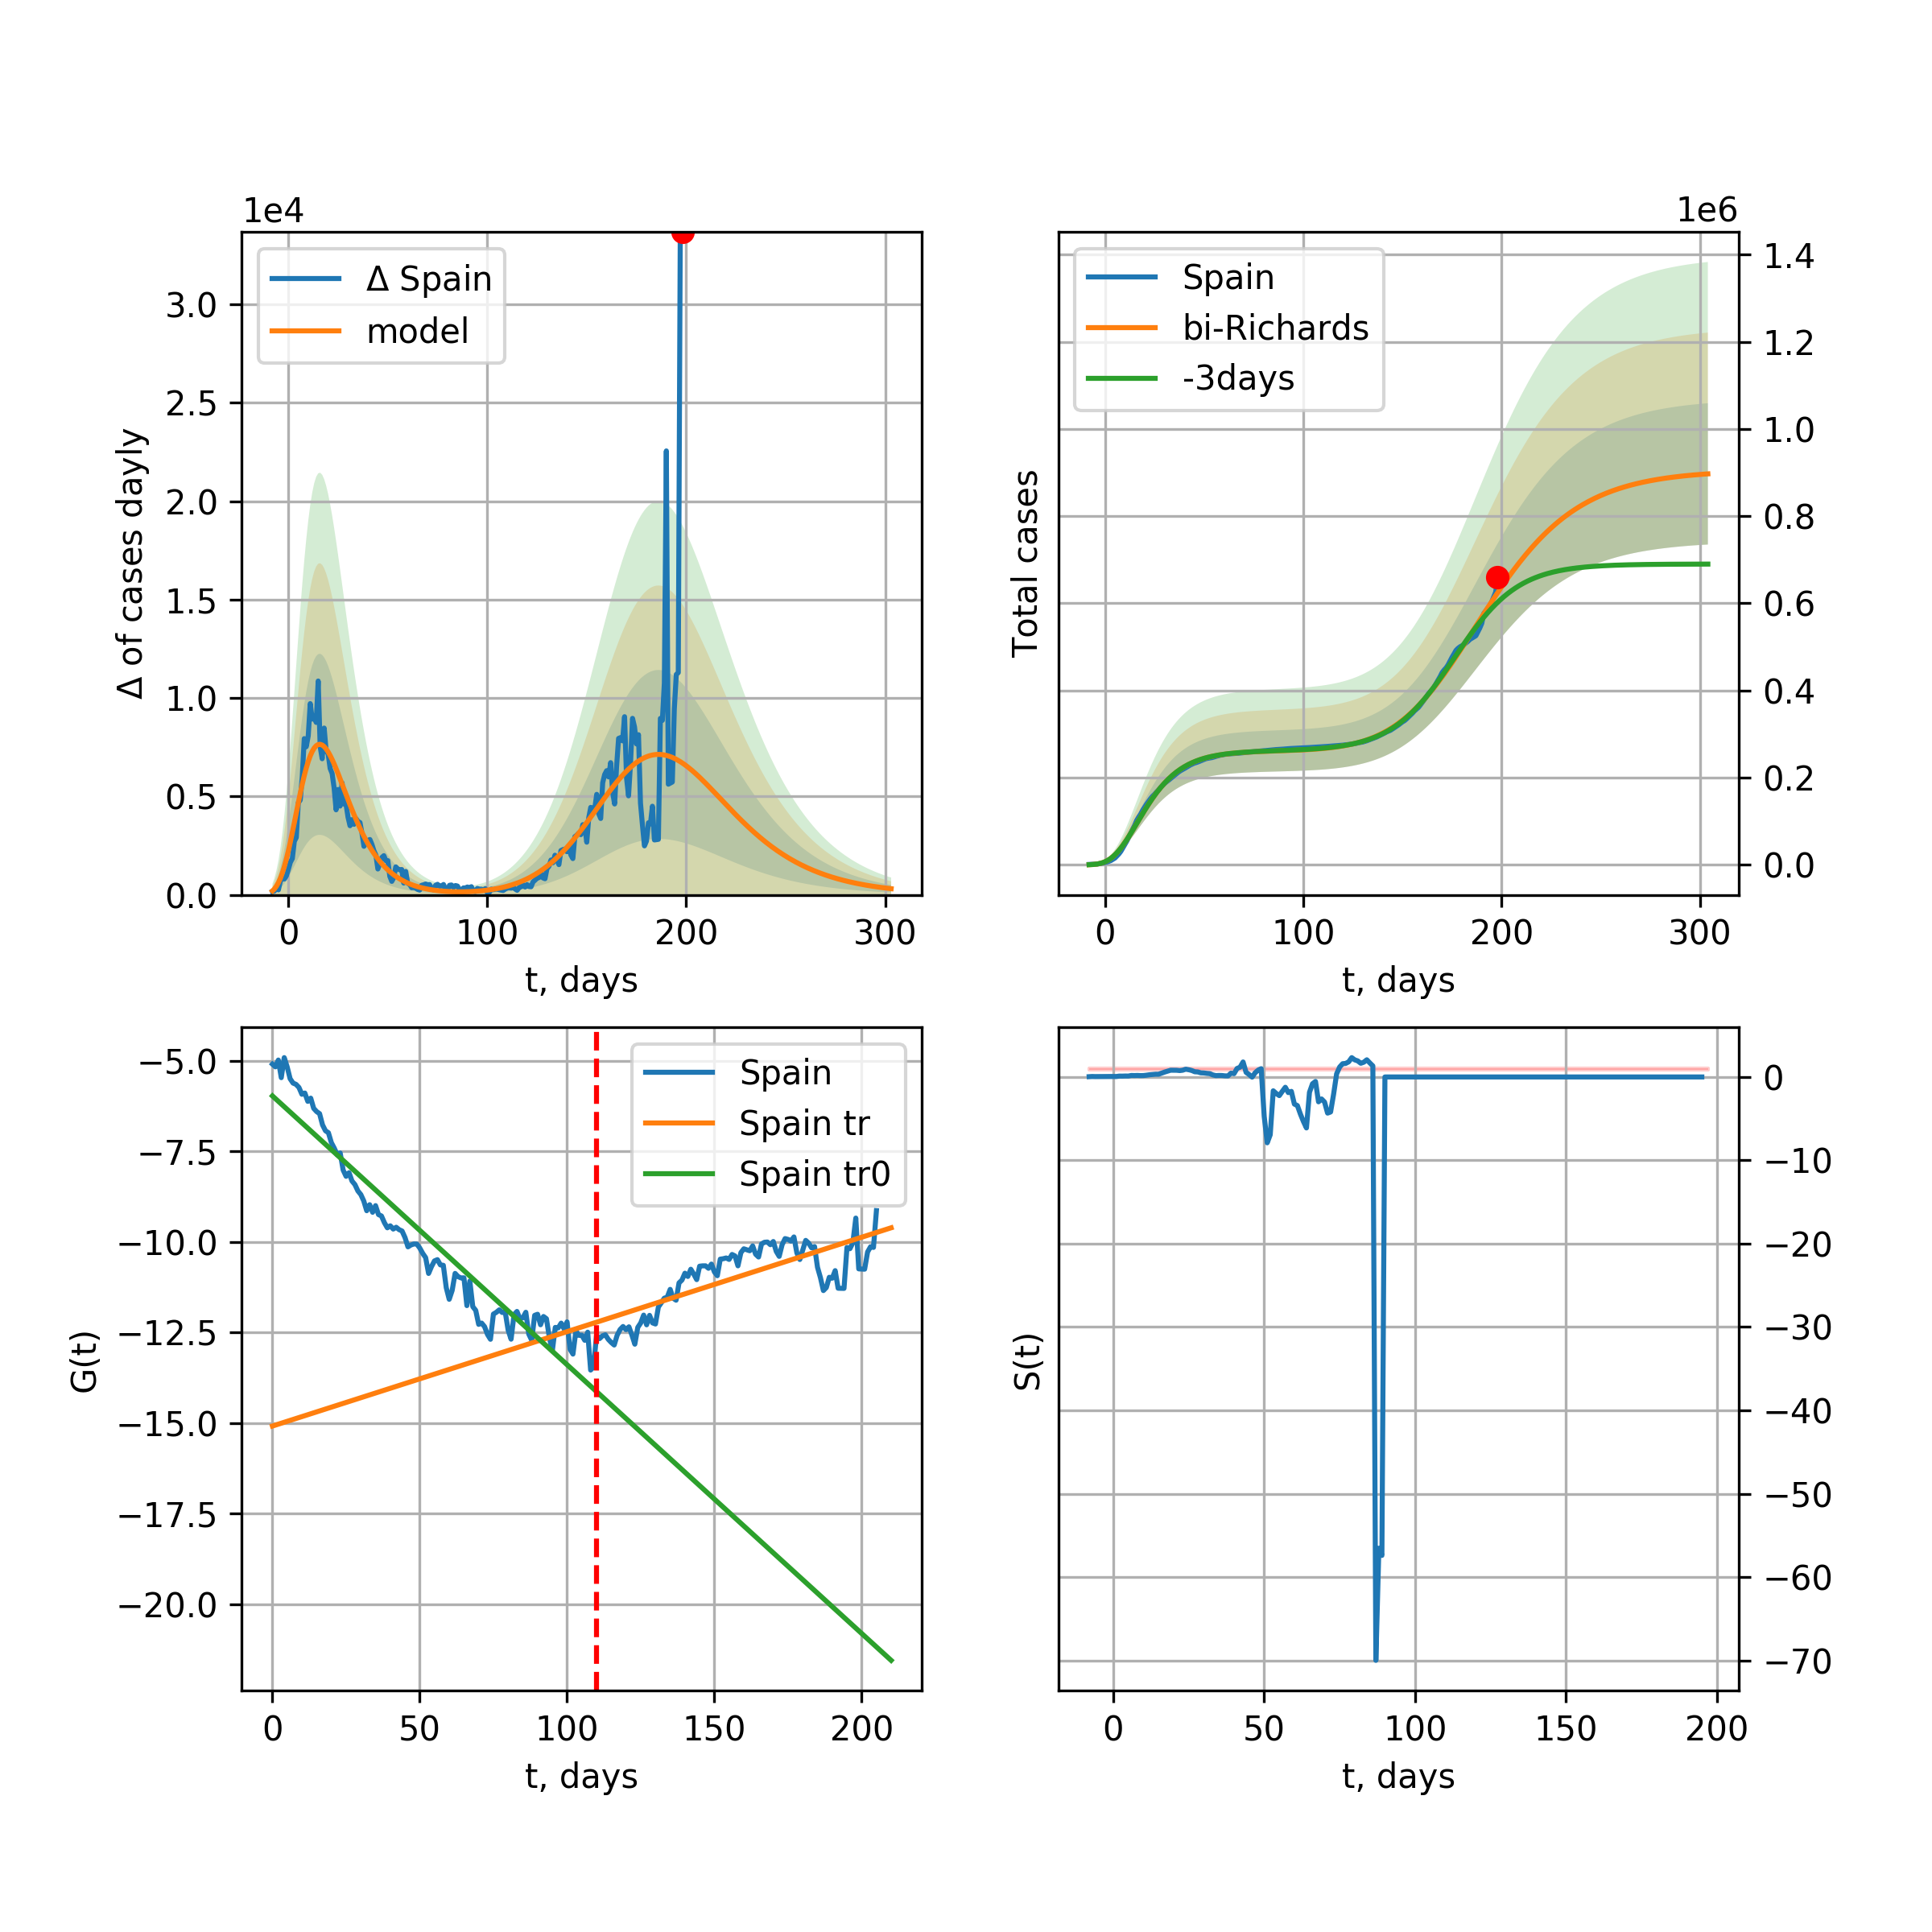 1e4
Δ Spain
model
3.0
2.5
2.0
1.5
1.0
0.5
0.0
Δ of cases dayly
0 100 200 300
t, days
1e6
Spain
bi-Richards
-3days
1.4
1.2
1.0
0.8
0.6
0.4
0.2
0.0
Total cases
0 100 200 300
t, days
Spain
Spain tr
Spain tr0
−5.0
−7.5
−10.0
−12.5
−15.0
−17.5
−20.0
G(t)
0 50 100 150 200
t, days
0
−10
−20
−30
−40
−50
−60
−70
S(t)
0 50 100 150 200
t, days